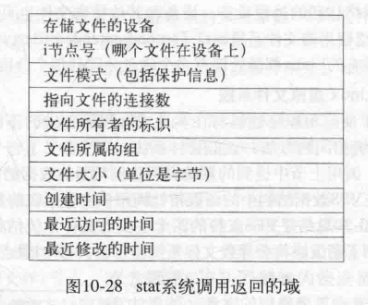 存储文件的设备
i节点号（哪个文件在设备上）
文件模式（包括保护信息）
指向文件的连接数
文件所有者的标识
文件所属的组
文件大小（单位是字节）
创建时间
最近访问的时间
最近修改的时间
图10-28 stat系统调用返回的域